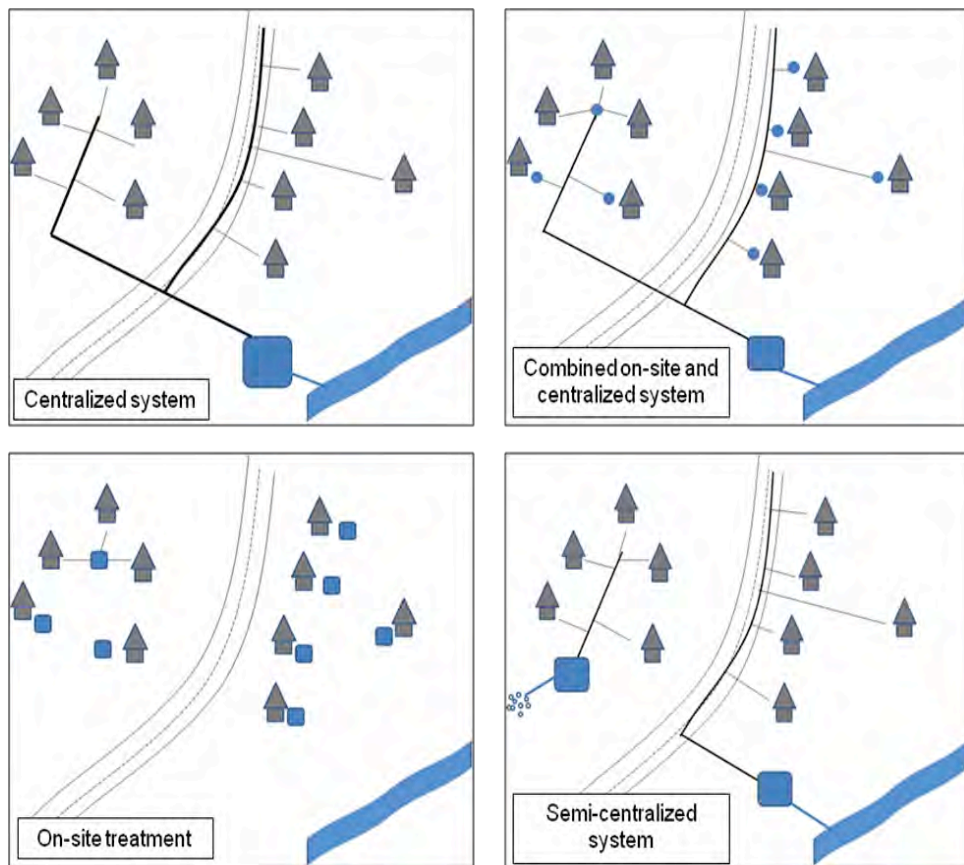 Centralized system
Combined on-site and
centralized system
On-site treatment
Semi-centralized
system